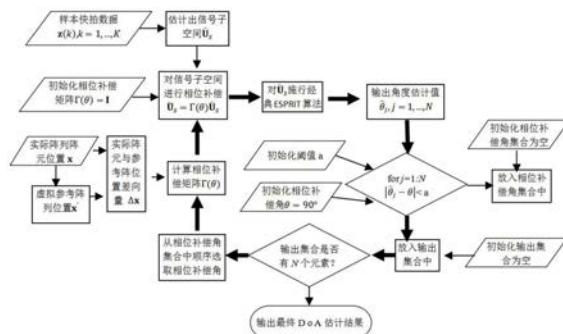 样本快拍数据
z(k),k = 1,...,K
估计出信号子
空间Û_S
初始化相位补偿
矩阵Γ(θ) = I
对信号子空间
进行相位补偿
Ū_S = Γ(θ)Û_S
对Ū_S施行经
典ESPRIT算法
输出角度估计值
θ̂_j, j = 1,...,N
实际阵列阵
元位置 x
虚拟参考阵
列位置x'
实际阵
元与参
考阵位
置差向
量 Δx
计算相位补
偿矩阵Γ(θ)
初始化阈值 a
初始化相位补
偿角θ = 90°
for j=1:N
|θ̂_j − θ| < a
初始化相位补
偿角集合为空
放入相位补
偿角集合中
从相位补偿角
集合中顺序选
取相位补偿角
输出集合是否
有 N 个元素?
放入输出
集合中
初始化输出集
合为空
输出最终 DoA 估计结果